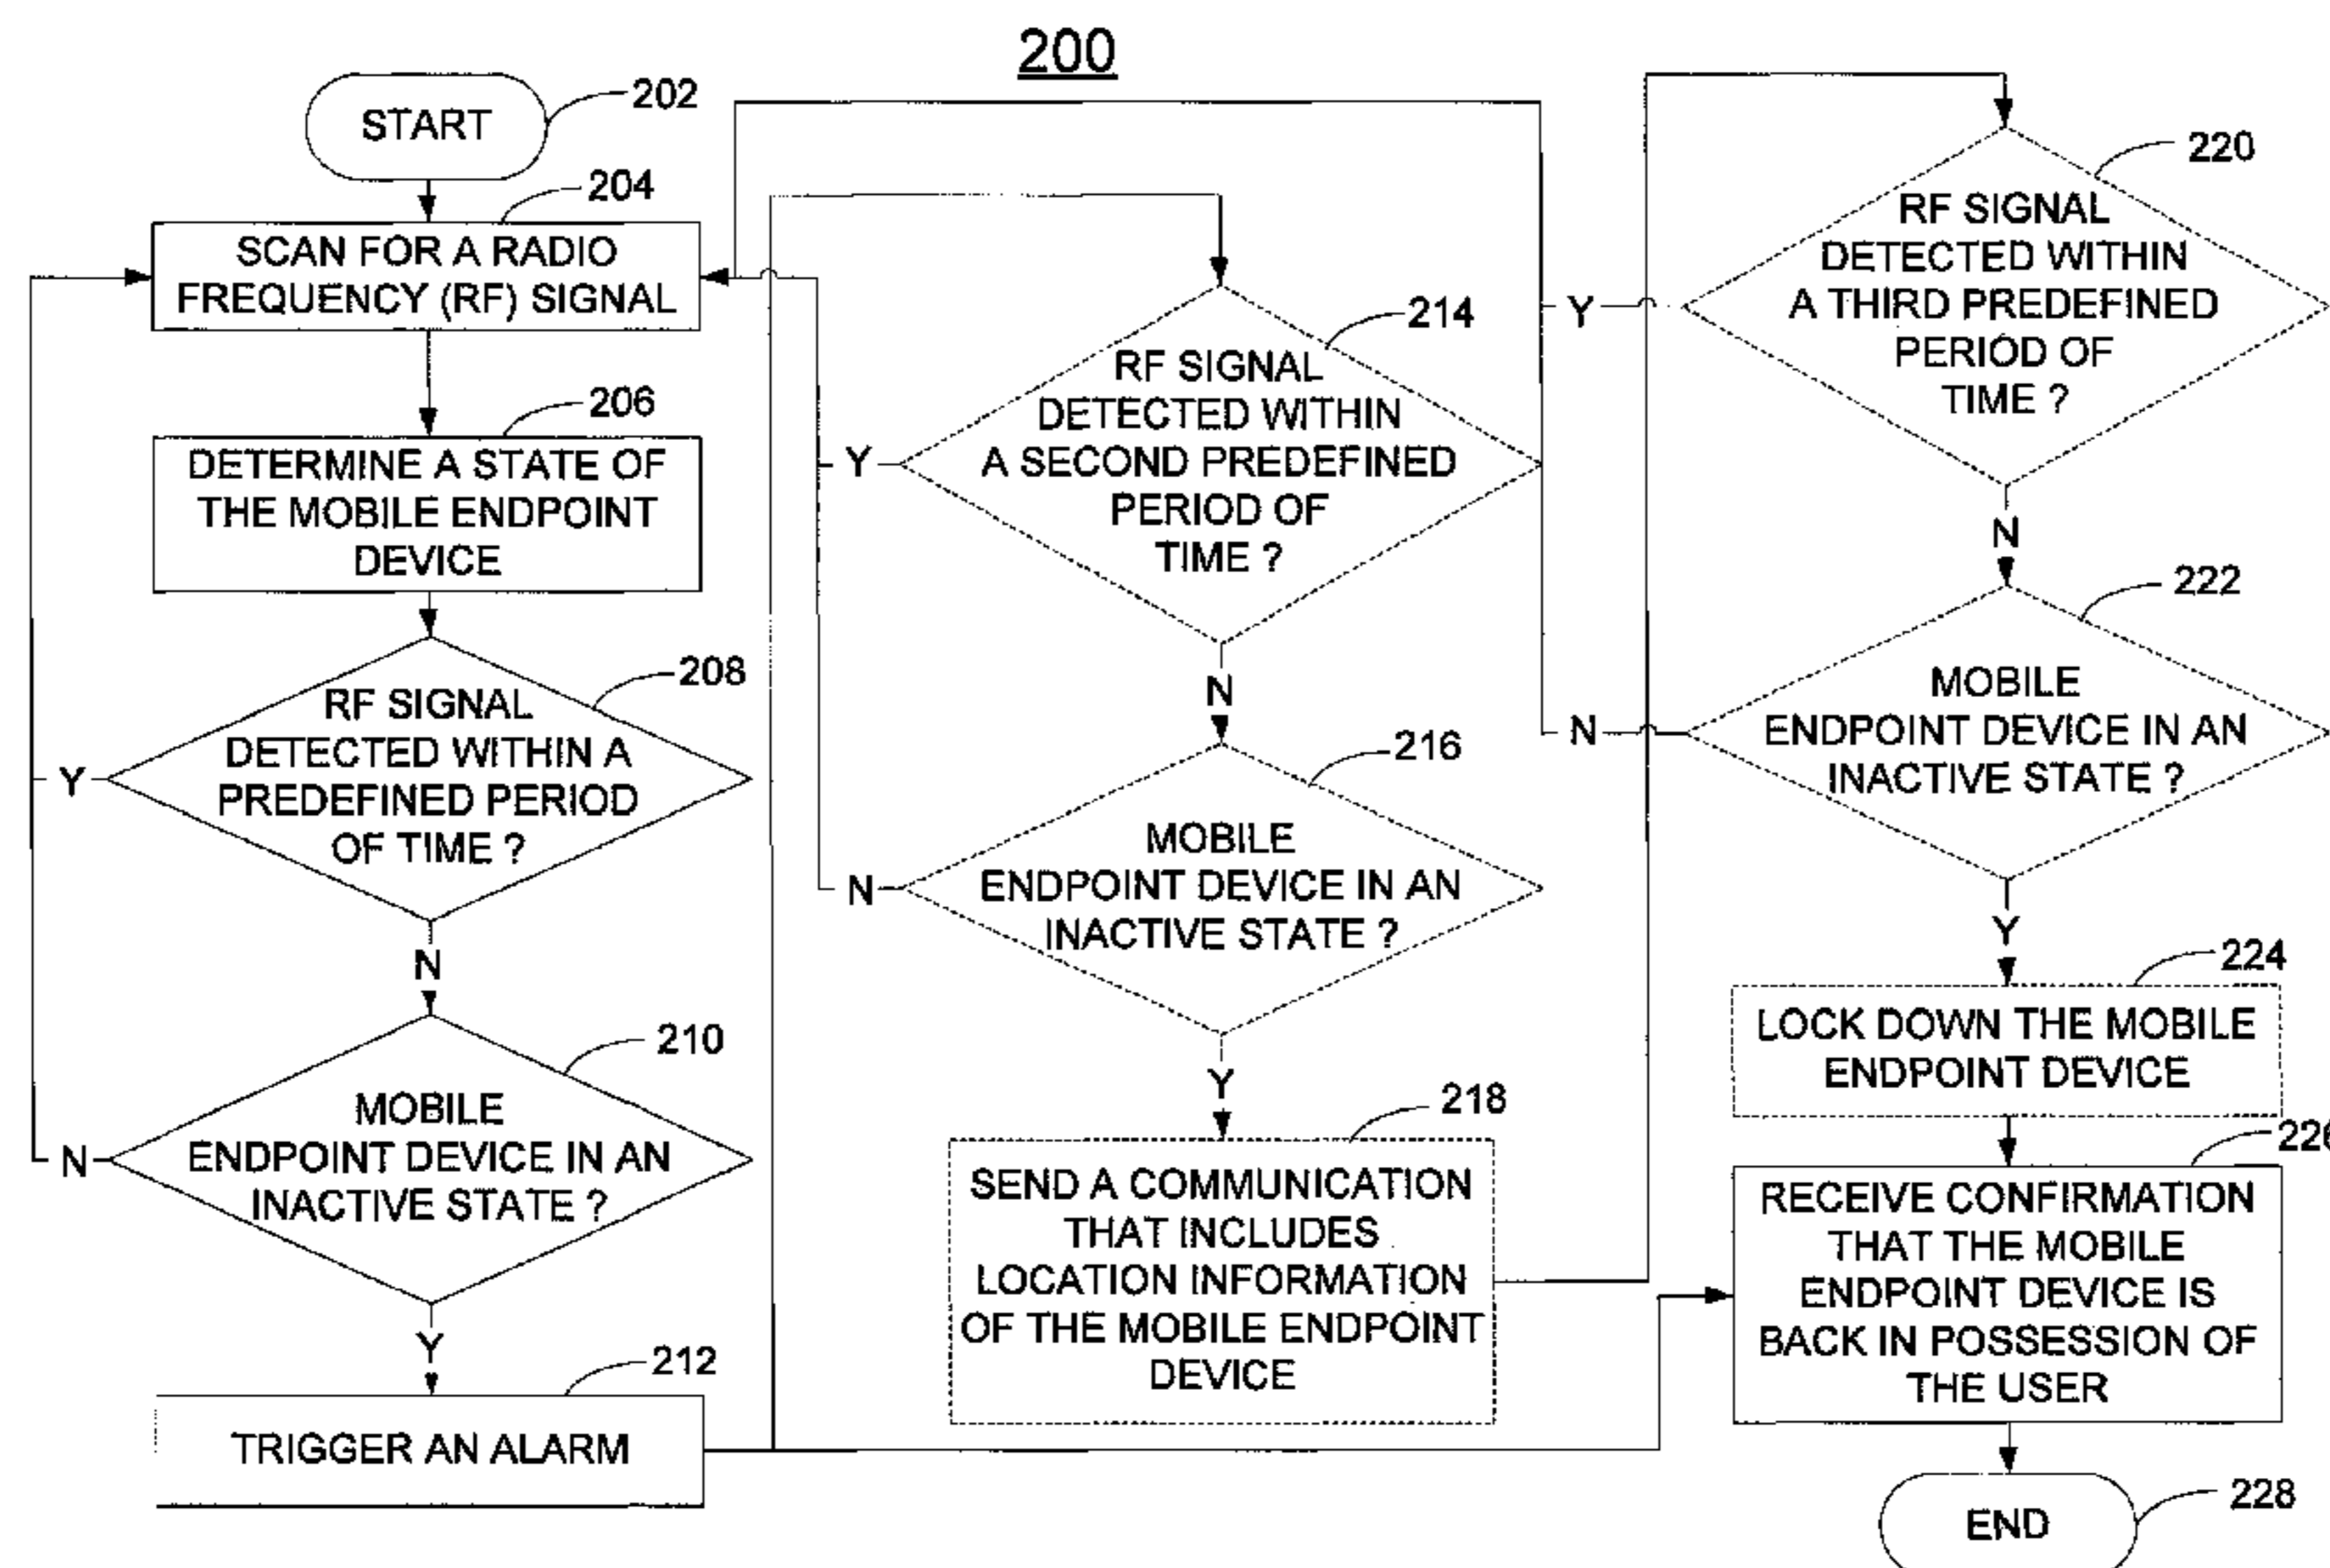 200
START
202
204
SCAN FOR A RADIO
FREQUENCY (RF) SIGNAL
206
DETERMINE A STATE OF
THE MOBILE ENDPOINT
DEVICE
208
RF SIGNAL
DETECTED WITHIN A
PREDEFINED PERIOD
OF TIME ?
Y
N
210
MOBILE
ENDPOINT DEVICE IN AN
INACTIVE STATE ?
N
Y
212
TRIGGER AN ALARM
214
RF SIGNAL
DETECTED WITHIN
A SECOND PREDEFINED
PERIOD OF
TIME ?
Y
N
216
MOBILE
ENDPOINT DEVICE IN AN
INACTIVE STATE ?
N
Y
218
SEND A COMMUNICATION
THAT INCLUDES
LOCATION INFORMATION
OF THE MOBILE ENDPOINT
DEVICE
220
RF SIGNAL
DETECTED WITHIN
A THIRD PREDEFINED
PERIOD OF
TIME ?
Y
N
222
MOBILE
ENDPOINT DEVICE IN AN
INACTIVE STATE ?
N
Y
224
LOCK DOWN THE MOBILE
ENDPOINT DEVICE
226
RECEIVE CONFIRMATION
THAT THE MOBILE
ENDPOINT DEVICE IS
BACK IN POSSESSION OF
THE USER
END
228